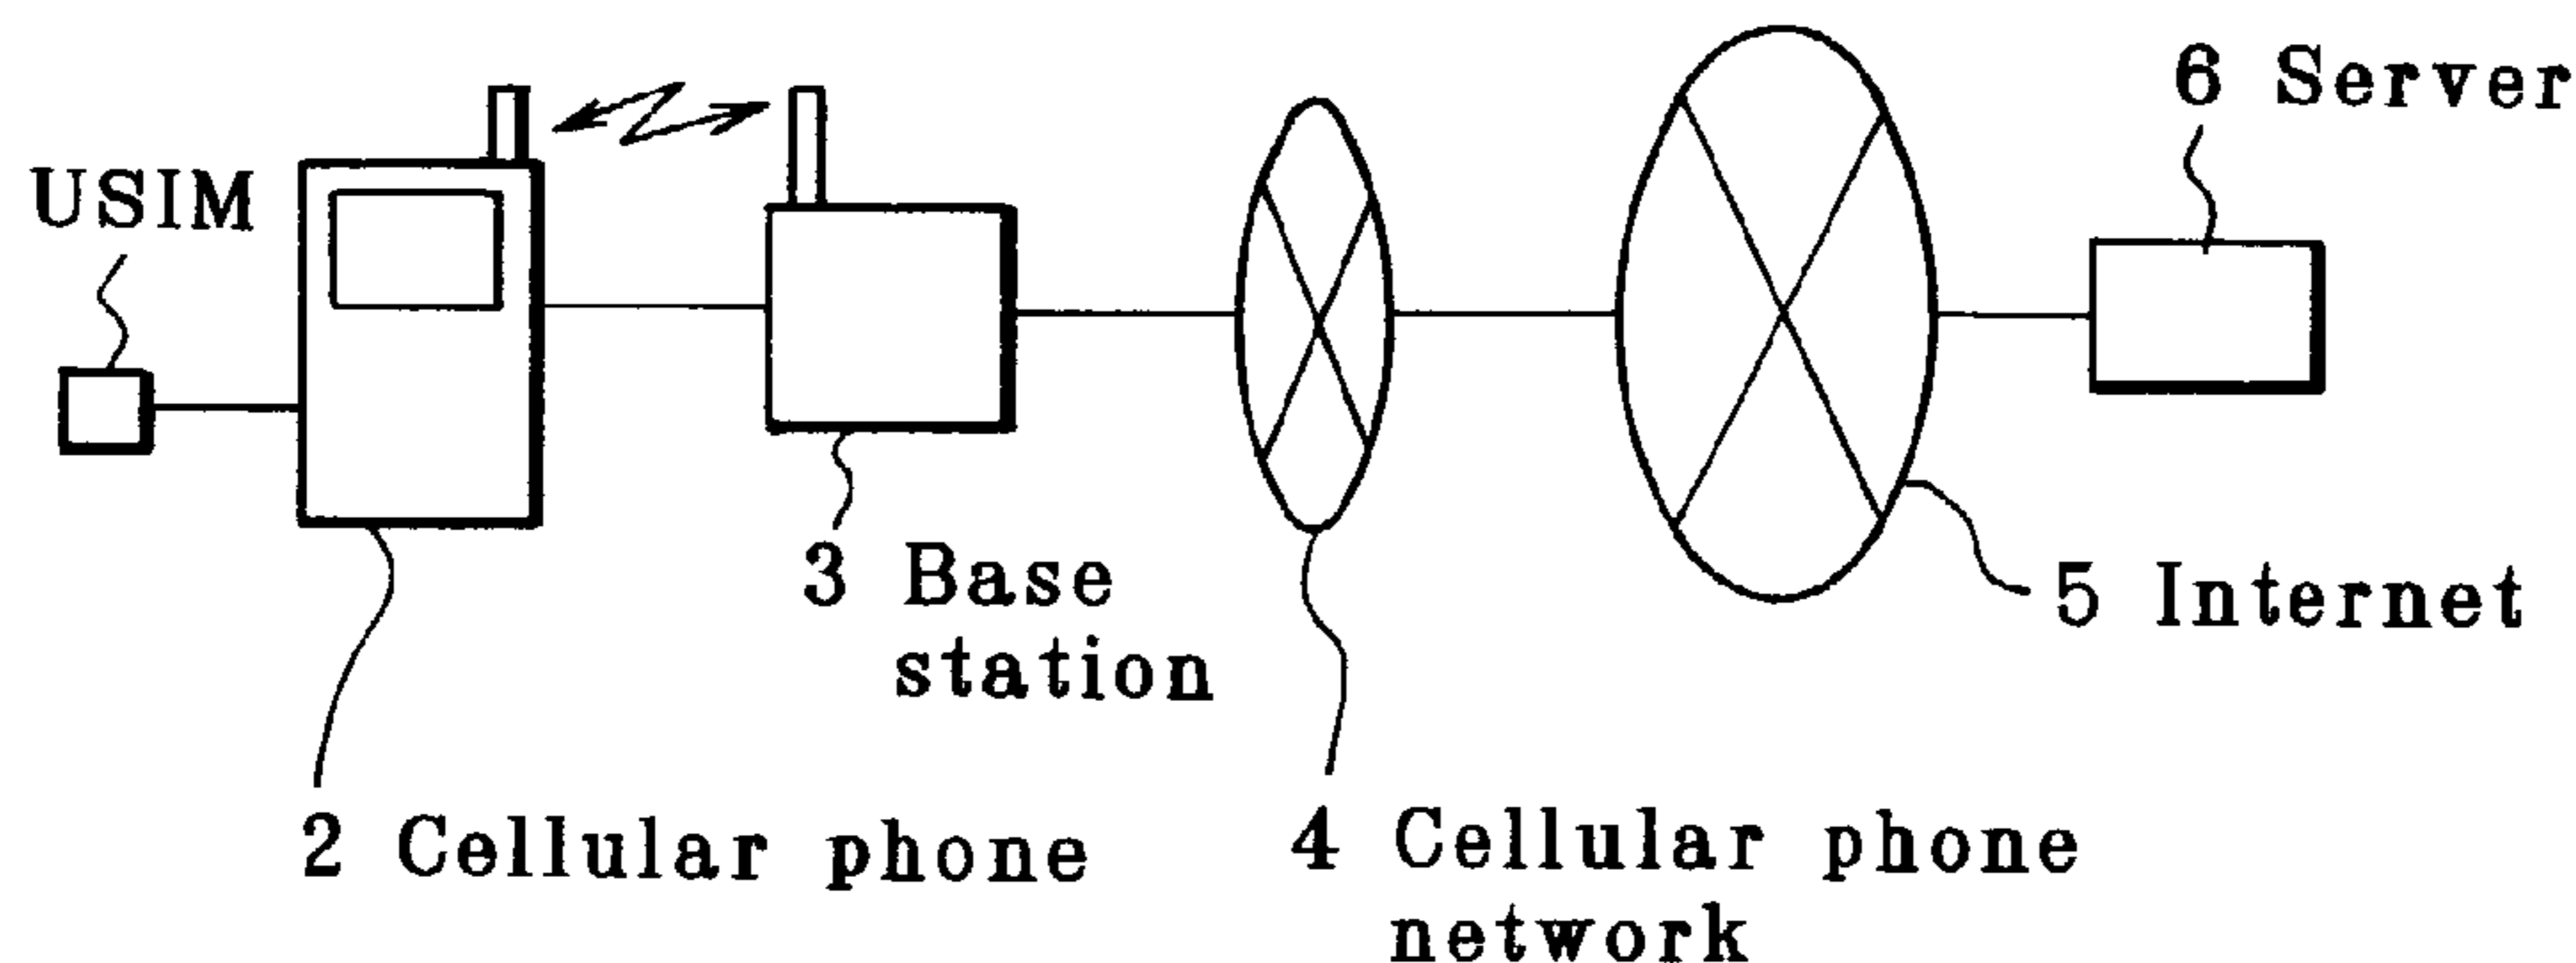 USIM
6 Server
3 Base
station
5 Internet
2 Cellular phone
4 Cellular phone
network